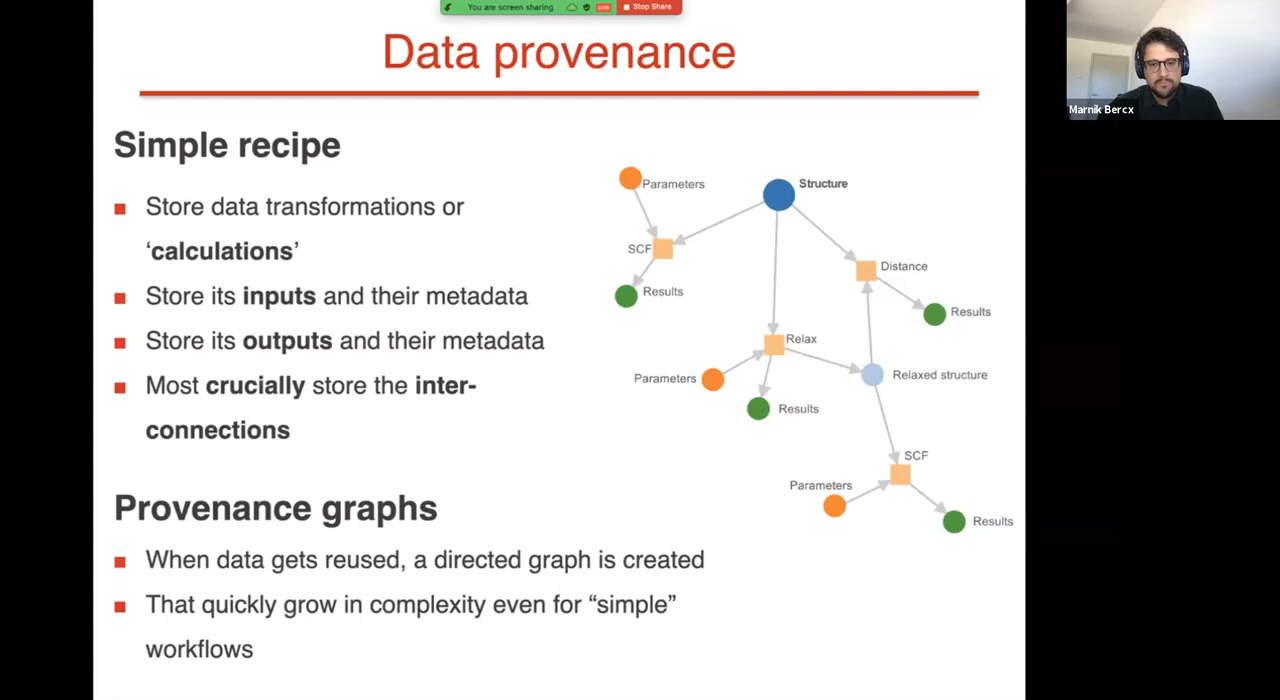 You are screen sharing
LIVE
Stop Share
Data provenance
Marnik Bercx
Simple recipe
Store data transformations or
‘calculations’
Store its inputs and their metadata
Store its outputs and their metadata
Most crucially store the inter-
connections
Parameters
Structure
SCF
Distance
Results
Results
Relax
Parameters
Relaxed structure
Results
SCF
Parameters
Results
Provenance graphs
When data gets reused, a directed graph is created
That quickly grow in complexity even for “simple”
workflows